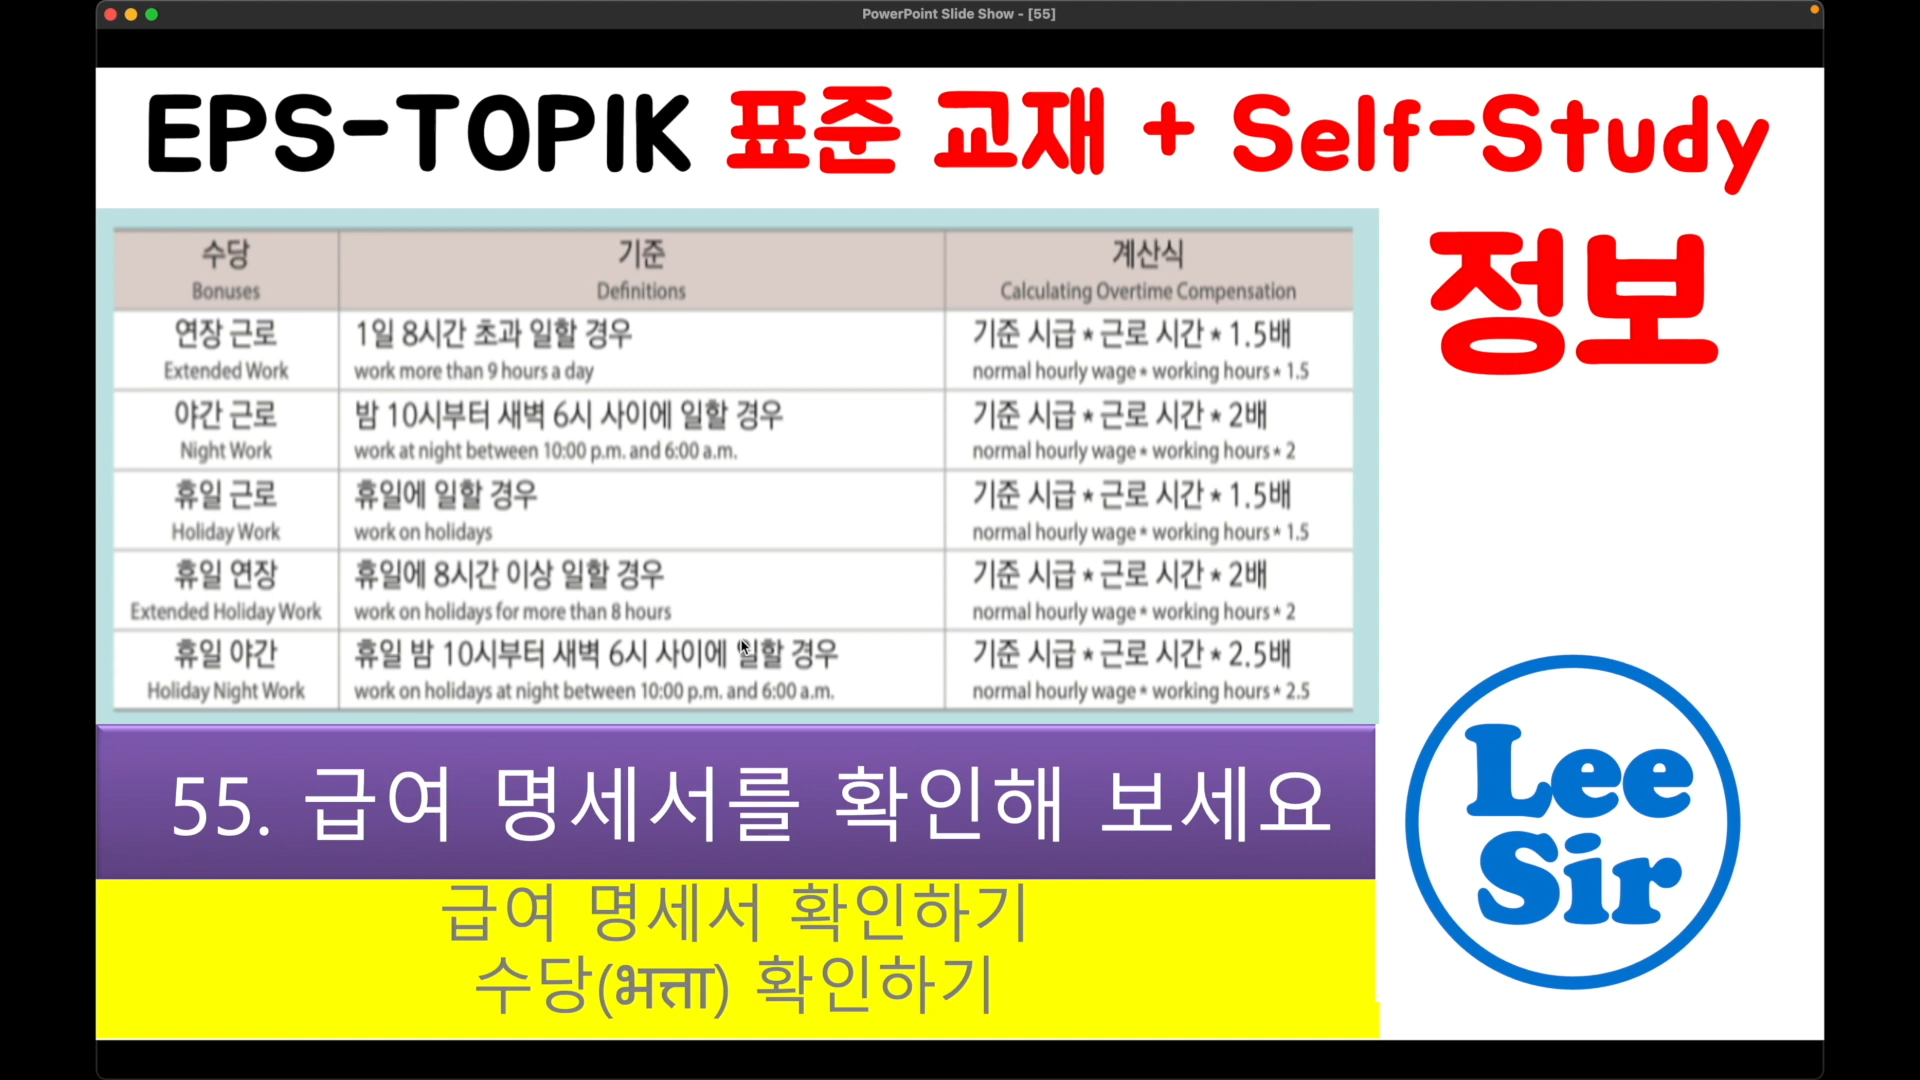 PowerPoint Slide Show - [55]
EPS-TOPIK 표준 교재 + Self-Study
정보
수당 기준 계산식
Bonuses Definitions Calculating Overtime Compensation
연장 근로 1일 8시간 초과 일할 경우 기준 시급 * 근로 시간 * 1.5배
Extended Work work more than 9 hours a day normal hourly wage * working hours * 1.5
야간 근로 밤 10시부터 새벽 6시 사이에 일할 경우 기준 시급 * 근로 시간 * 2배
Night Work work at night between 10:00 p.m. and 6:00 a.m. normal hourly wage * working hours * 2
휴일 근로 휴일에 일할 경우 기준 시급 * 근로 시간 * 1.5배
Holiday Work work on holidays normal hourly wage * working hours * 1.5
휴일 연장 휴일에 8시간 이상 일할 경우 기준 시급 * 근로 시간 * 2배
Extended Holiday Work work on holidays for more than 8 hours normal hourly wage * working hours * 2
휴일 야간 휴일 밤 10시부터 새벽 6시 사이에 일할 경우 기준 시급 * 근로 시간 * 2.5배
Holiday Night Work work on holidays at night between 10:00 p.m. and 6:00 a.m. normal hourly wage * working hours * 2.5
55. 급여 명세서를 확인해 보세요
급여 명세서 확인하기
수당(भत्ता) 확인하기
Lee
Sir